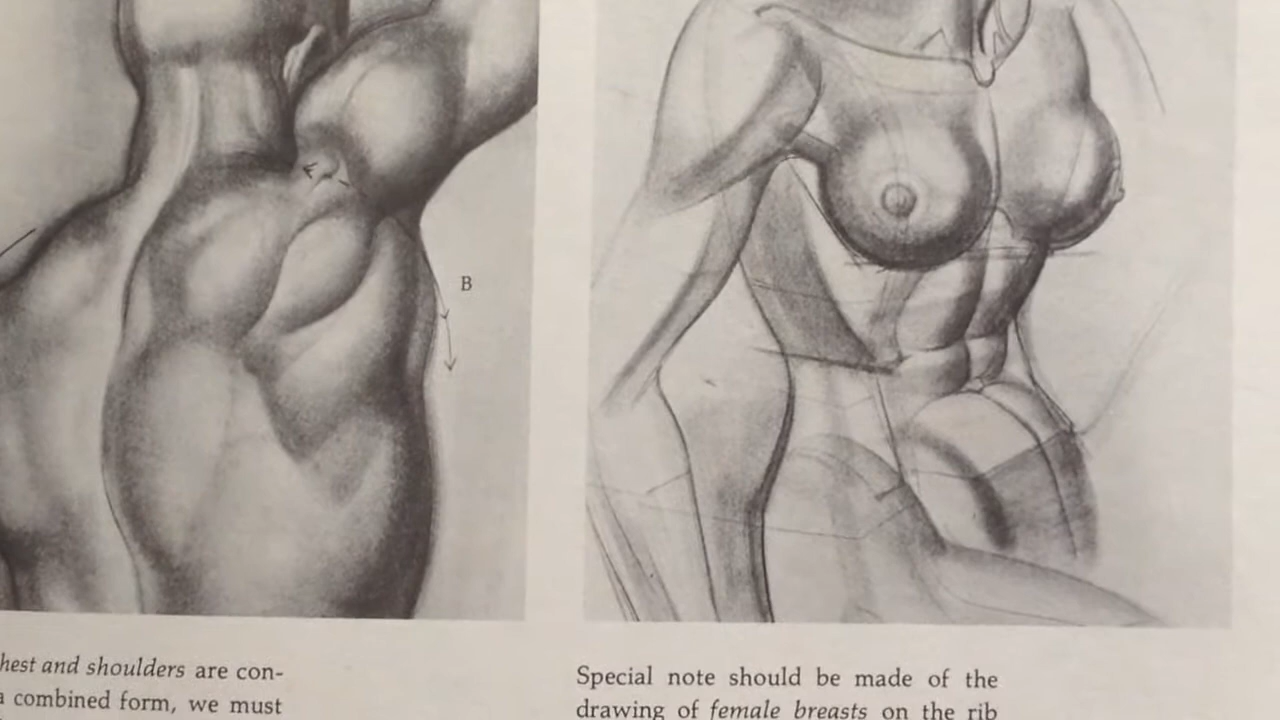 B
hest and shoulders are con-
a combined form, we must
Special note should be made of the
drawing of female breasts on the rib